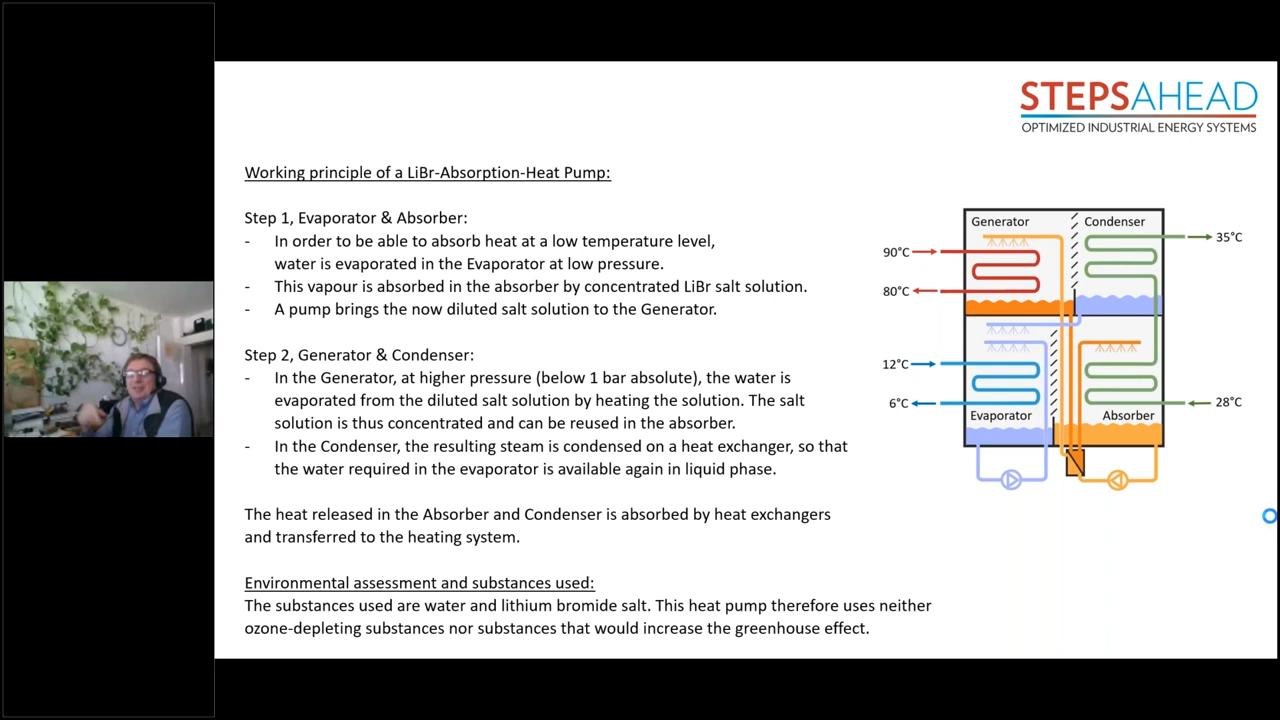 STEPSAHEAD
OPTIMIZED INDUSTRIAL ENERGY SYSTEMS
Working principle of a LiBr-Absorption-Heat Pump:
Step 1, Evaporator & Absorber:
- In order to be able to absorb heat at a low temperature level,
water is evaporated in the Evaporator at low pressure.
- This vapour is absorbed in the absorber by concentrated LiBr salt solution.
- A pump brings the now diluted salt solution to the Generator.
Step 2, Generator & Condenser:
- In the Generator, at higher pressure (below 1 bar absolute), the water is
evaporated from the diluted salt solution by heating the solution. The salt
solution is thus concentrated and can be reused in the absorber.
- In the Condenser, the resulting steam is condensed on a heat exchanger, so that
the water required in the evaporator is available again in liquid phase.
The heat released in the Absorber and Condenser is absorbed by heat exchangers
and transferred to the heating system.
Environmental assessment and substances used:
The substances used are water and lithium bromide salt. This heat pump therefore uses neither
ozone-depleting substances nor substances that would increase the greenhouse effect.
Generator
Condenser
90°C
35°C
80°C
12°C
6°C
28°C
Evaporator
Absorber